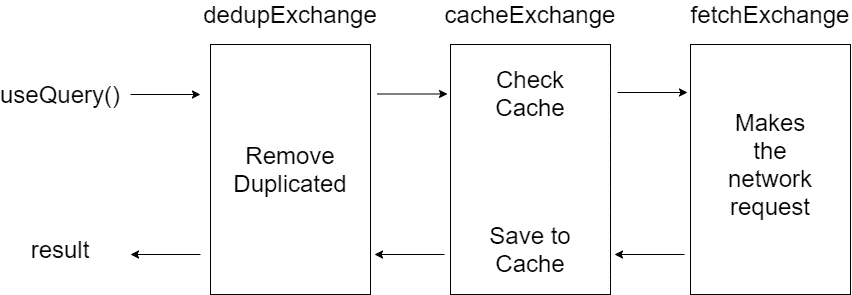 dedupExchange
cacheExchange
fetchExchange
useQuery()
Remove
Duplicated
Check
Cache
Makes
the
network
request
result
Save to
Cache